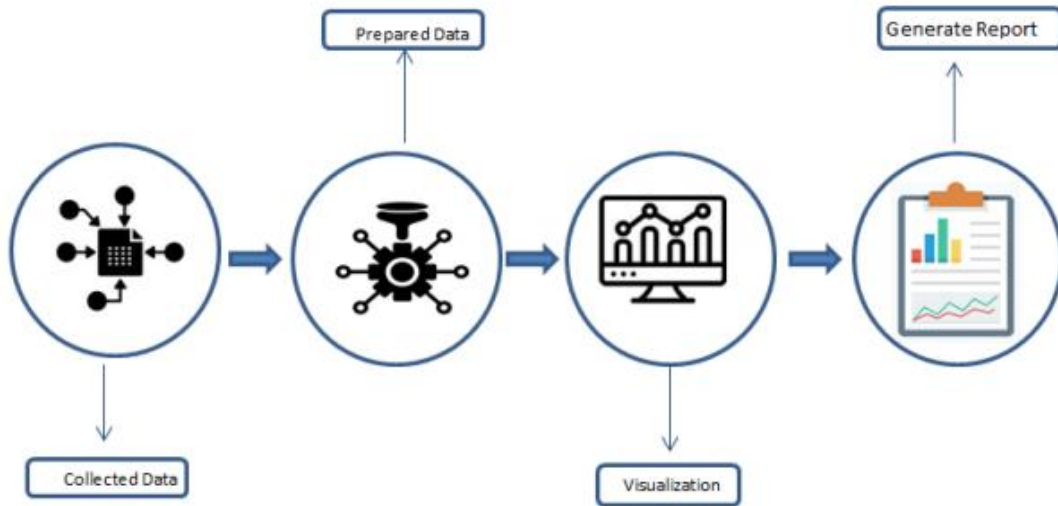 Prepared Data
Generate Report
Collected Data
Visualization